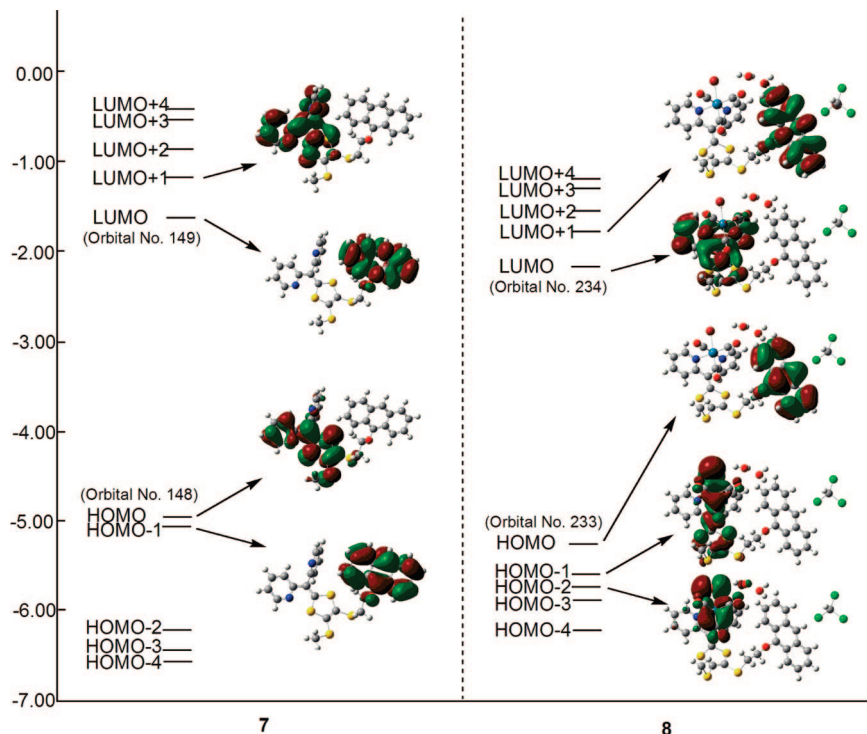 0.00
-1.00
-2.00
-3.00
-4.00
-5.00
-6.00
-7.00
LUMO+4
LUMO+3
LUMO+2
LUMO+1
LUMO
(Orbital No. 149)
(Orbital No. 148)
HOMO
HOMO-1
HOMO-2
HOMO-3
HOMO-4
7
LUMO+4
LUMO+3
LUMO+2
LUMO+1
LUMO
(Orbital No. 234)
(Orbital No. 233)
HOMO
HOMO-1
HOMO-2
HOMO-3
HOMO-4
8